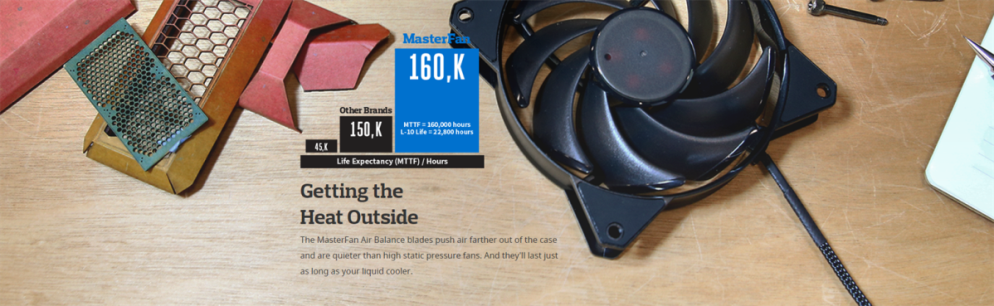 MasterFan
160,K
MTTF = 160,000 hours
L-10 Life = 22,800 hours
Other Brands
150,K
45,K
Life Expectancy (MTTF) / Hours
Getting the
Heat Outside
The MasterFan Air Balance blades push air farther out of the case
and are quieter than high static pressure fans. And they'll last just
as long as your liquid cooler.